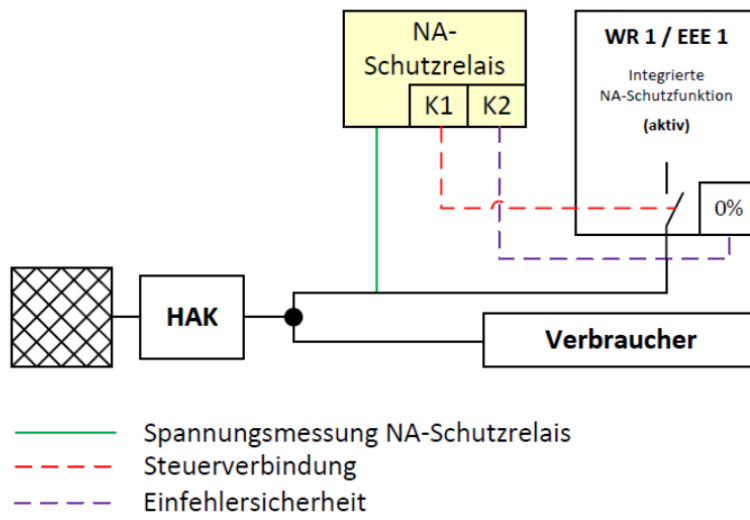 NA-
Schutzrelais
K1
K2
WR 1 / EEE 1
Integrierte
NA-Schutzfunktion
(aktiv)
0%
HAK
Verbraucher
Spannungsmessung NA-Schutzrelais
Steuerverbindung
Einfehlersicherheit